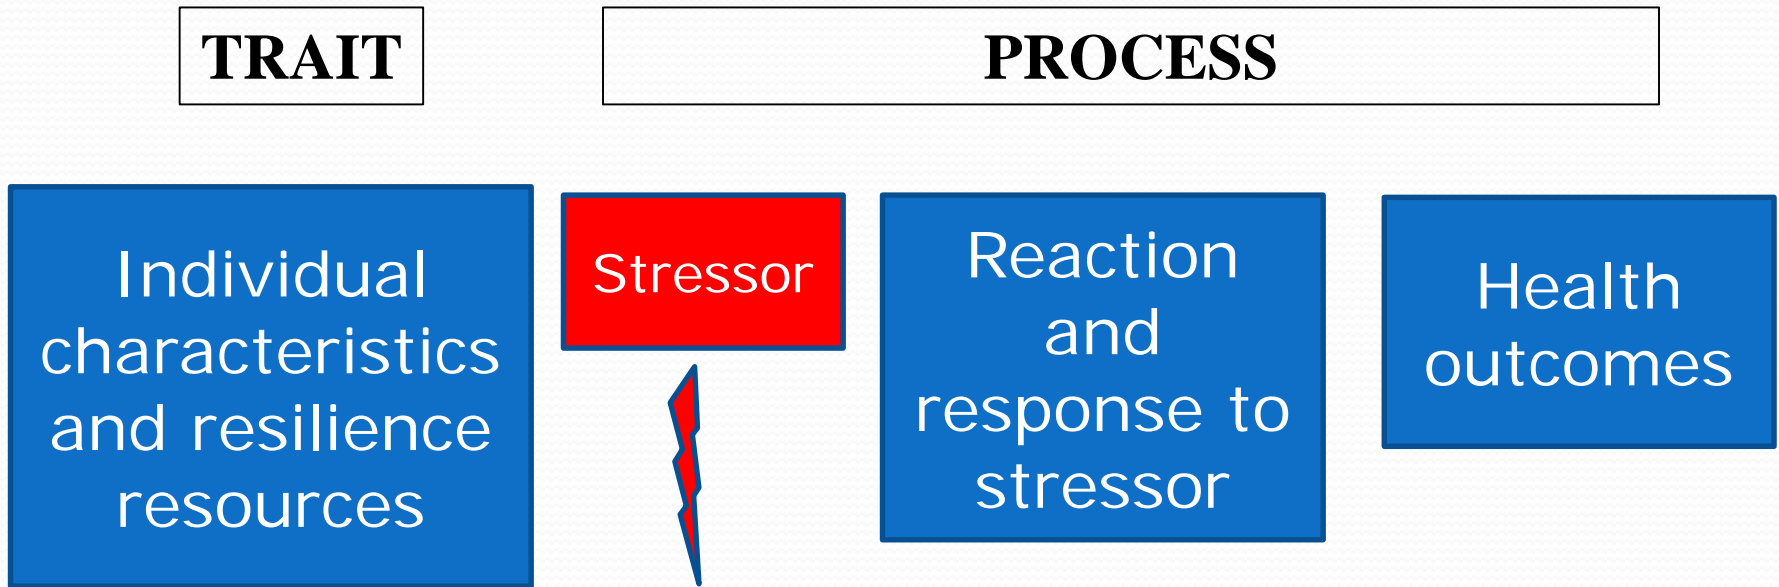 TRAIT
PROCESS
Individual
characteristics
and resilience
resources
Stressor
Reaction
and
response to
stressor
Health
outcomes